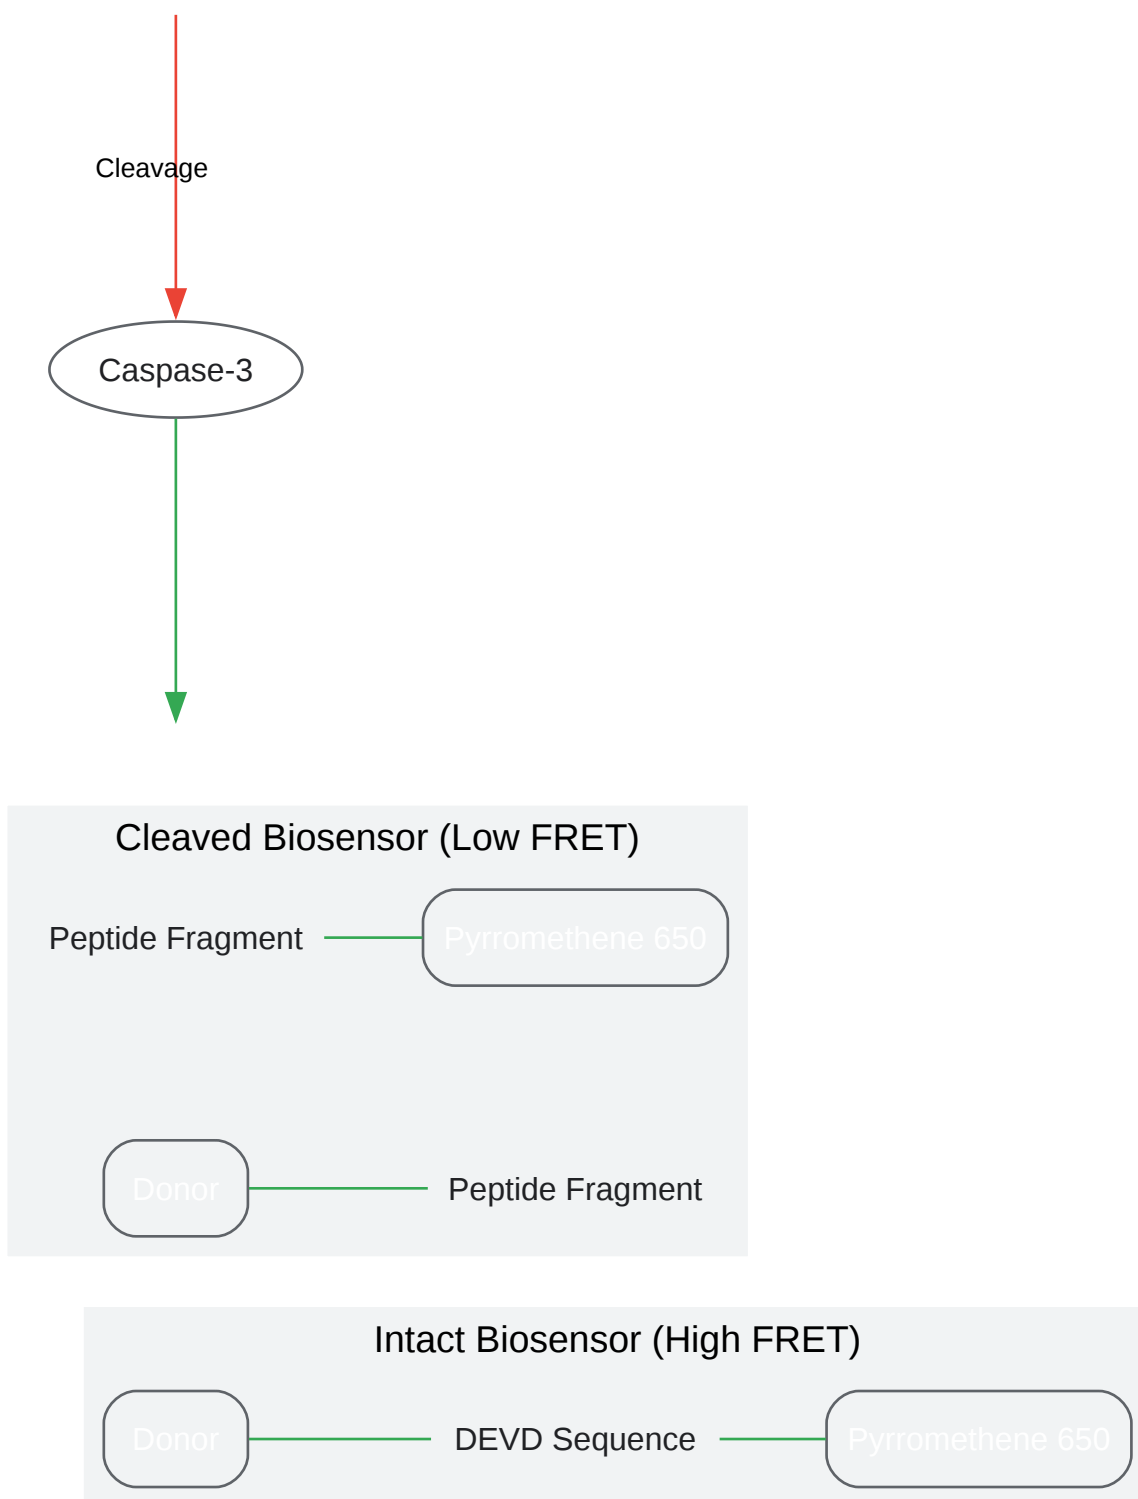 Cleavage
Caspase-3
Cleaved Biosensor (Low FRET)
Peptide Fragment
Pyrromethene 650
Donor
Peptide Fragment
Intact Biosensor (High FRET)
Donor
DEVD Sequence
Pyrromethene 650